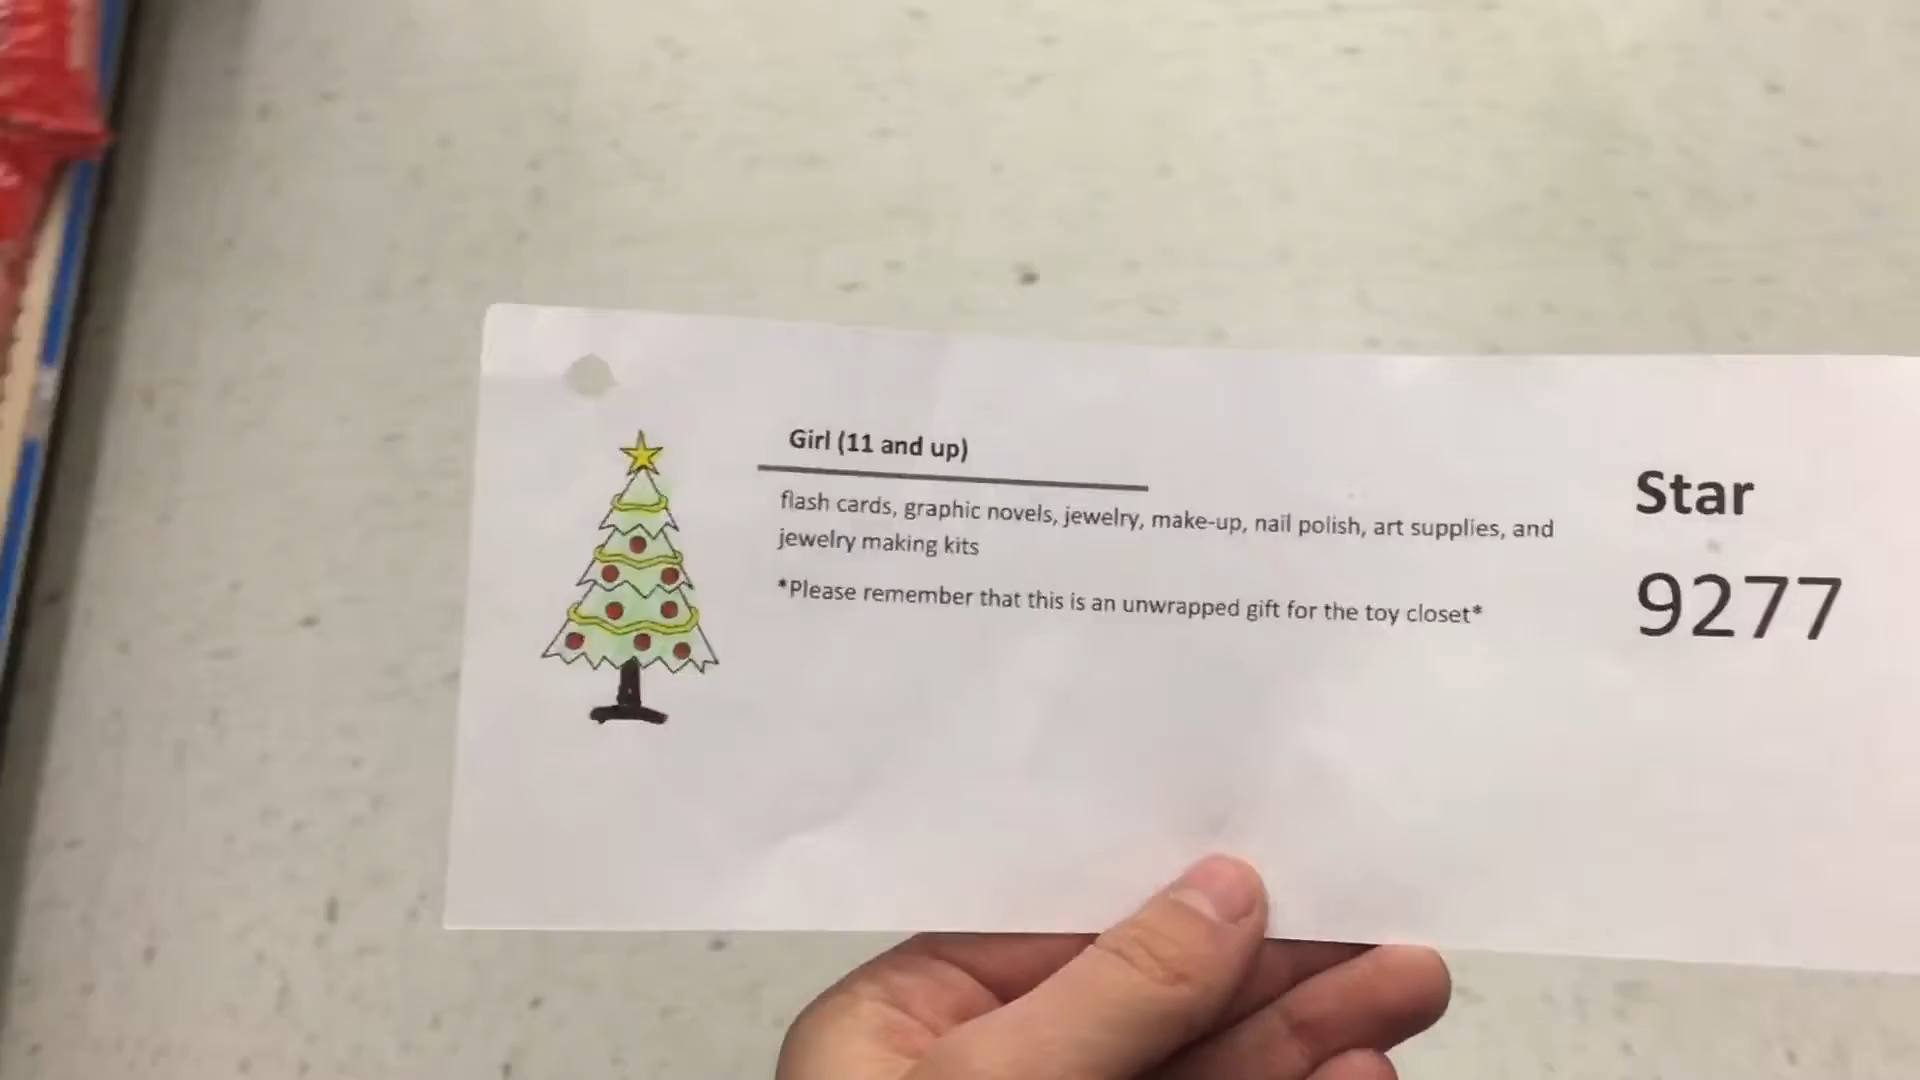 Girl (11 and up)
flash cards, graphic novels, jewelry, make-up, nail polish, art supplies, and
jewelry making kits
*Please remember that this is an unwrapped gift for the toy closet*
Star
9277